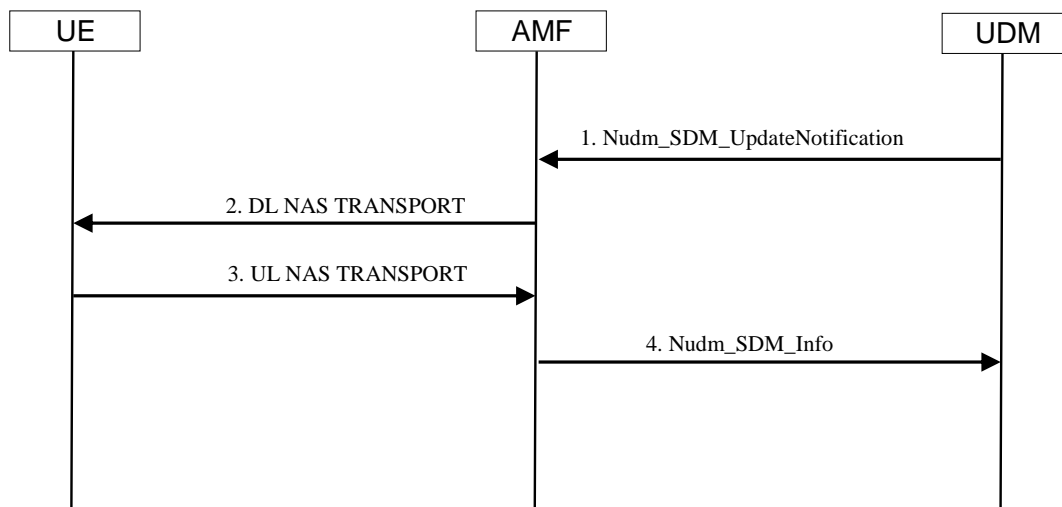 UE
AMF
UDM
1. Nudm_SDM_UpdateNotification
2. DL NAS TRANSPORT
3. UL NAS TRANSPORT
4. Nudm_SDM_Info